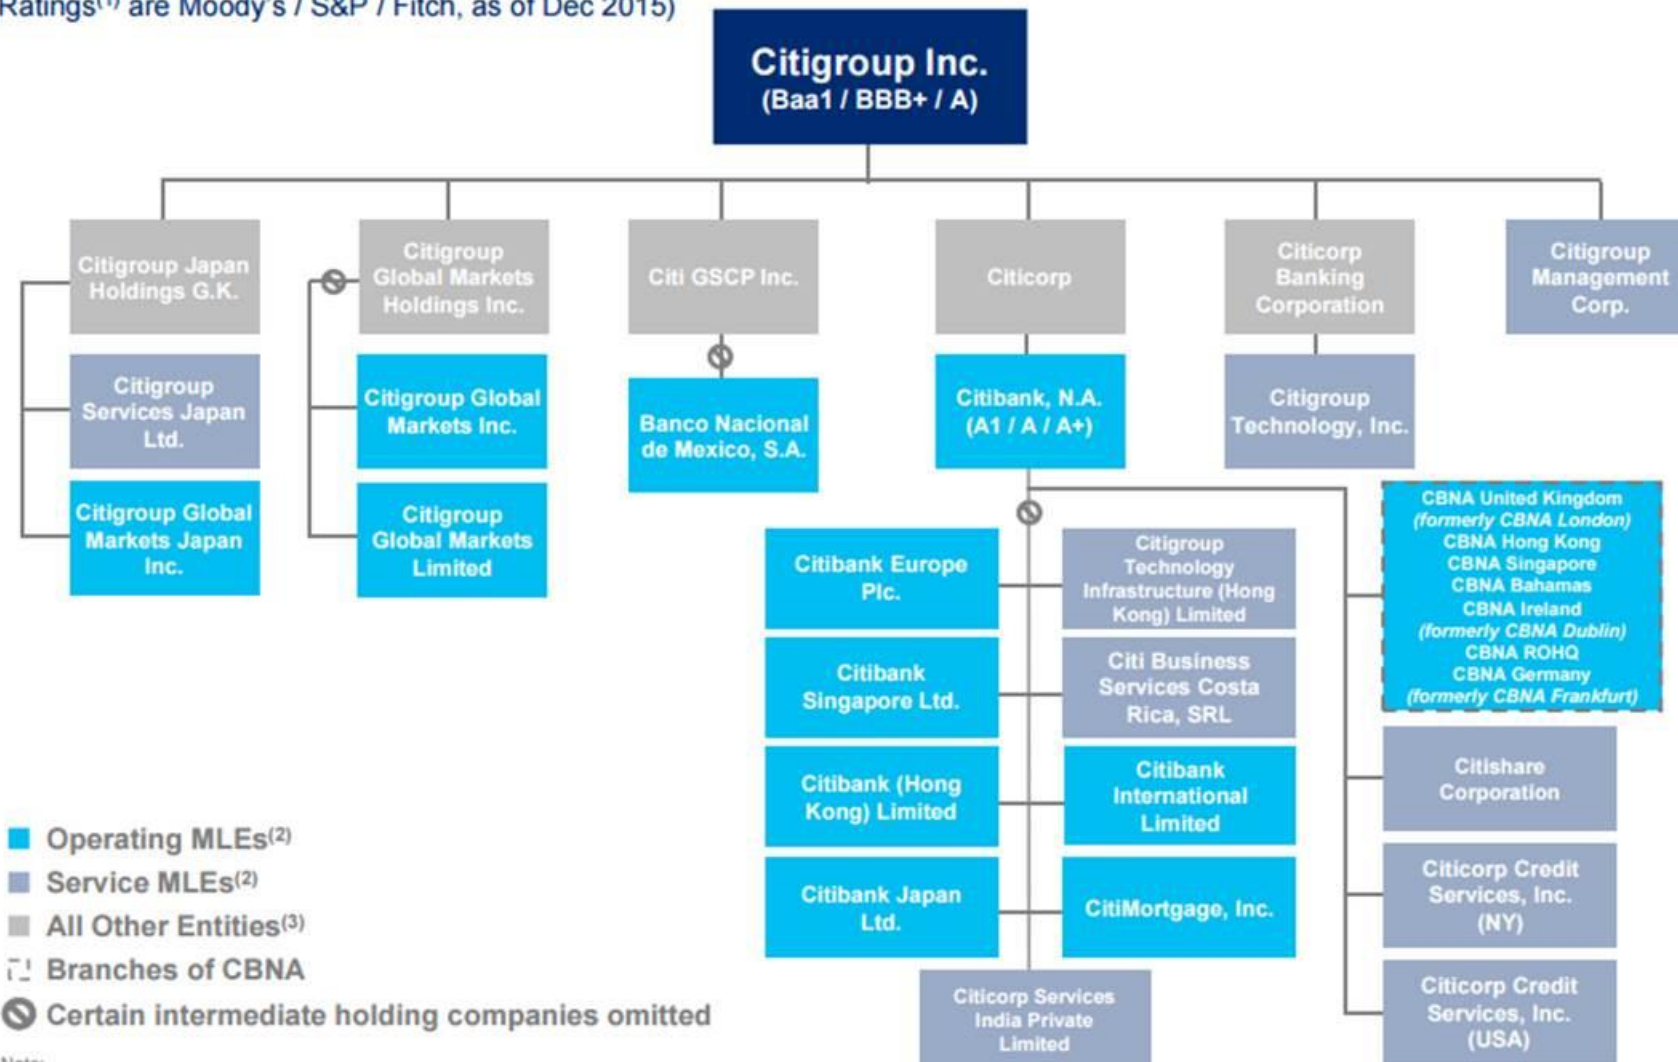 Ratings(1) are Moody's / S&P / Fitch, as of Dec 2015)
Citigroup Inc.
(Baa1 / BBB+ / A)
Citigroup Japan
Holdings G.K.
Citigroup
Global Markets
Holdings Inc.
Citi GSCP Inc.
Citicorp
Citicorp
Banking
Corporation
Citigroup
Management
Corp.
Citigroup
Services Japan
Ltd.
Citigroup Global
Markets Inc.
Banco Nacional
de Mexico, S.A.
Citibank, N.A.
(A1 / A / A+)
Citigroup
Technology, Inc.
Citigroup Global
Markets Japan
Inc.
Citigroup
Global Markets
Limited
CBNA United Kingdom
(formerly CBNA London)
CBNA Hong Kong
CBNA Singapore
CBNA Bahamas
CBNA Ireland
(formerly CBNA Dublin)
CBNA ROHQ
CBNA Germany
(formerly CBNA Frankfurt)
Citibank Europe
Plc.
Citigroup
Technology
Infrastructure (Hong
Kong) Limited
Citibank
Singapore Ltd.
Citi Business
Services Costa
Rica, SRL
Citibank (Hong
Kong) Limited
Citibank
International
Limited
Citishare
Corporation
Citibank Japan
Ltd.
CitiMortgage, Inc.
Citicorp Credit
Services, Inc.
(NY)
Citicorp Services
India Private
Limited
Citicorp Credit
Services, Inc.
(USA)
Operating MLEs(2)
Service MLEs(2)
All Other Entities(3)
Branches of CBNA
Certain intermediate holding companies omitted